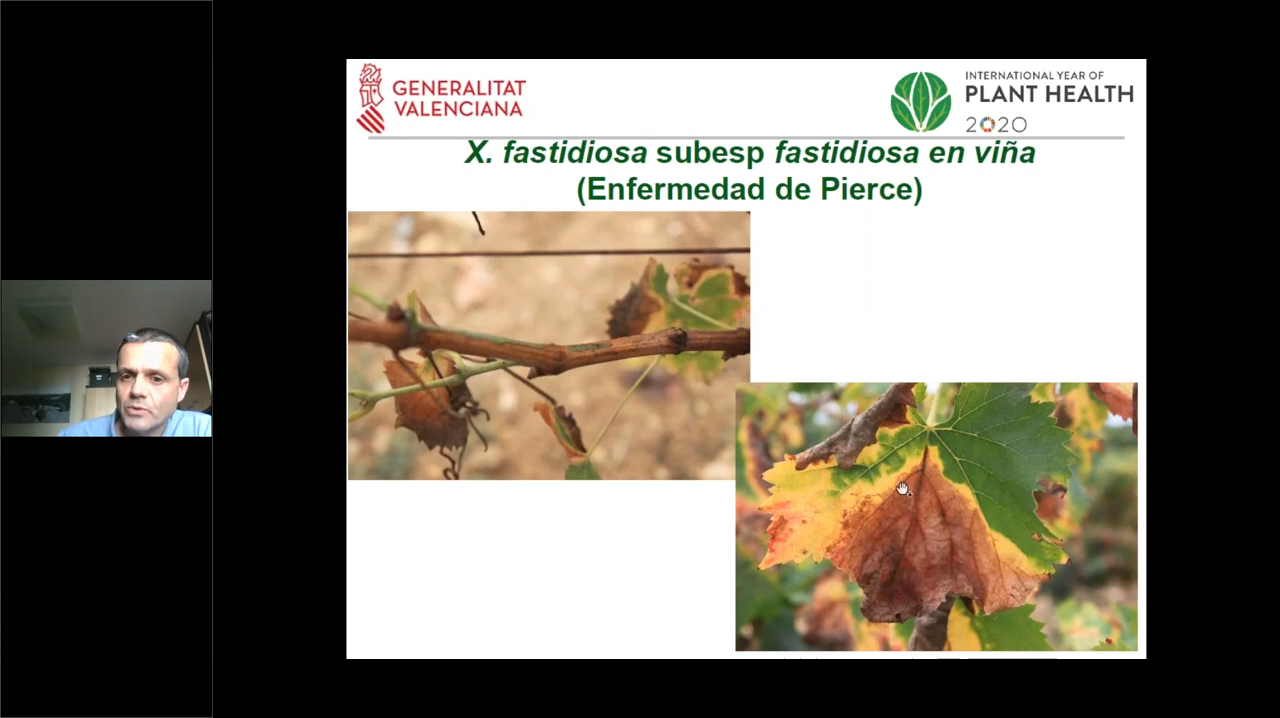 GENERALITAT
VALENCIANA
INTERNATIONAL YEAR OF
PLANT HEALTH
2020
X. fastidiosa subesp fastidiosa en viña
(Enfermedad de Pierce)